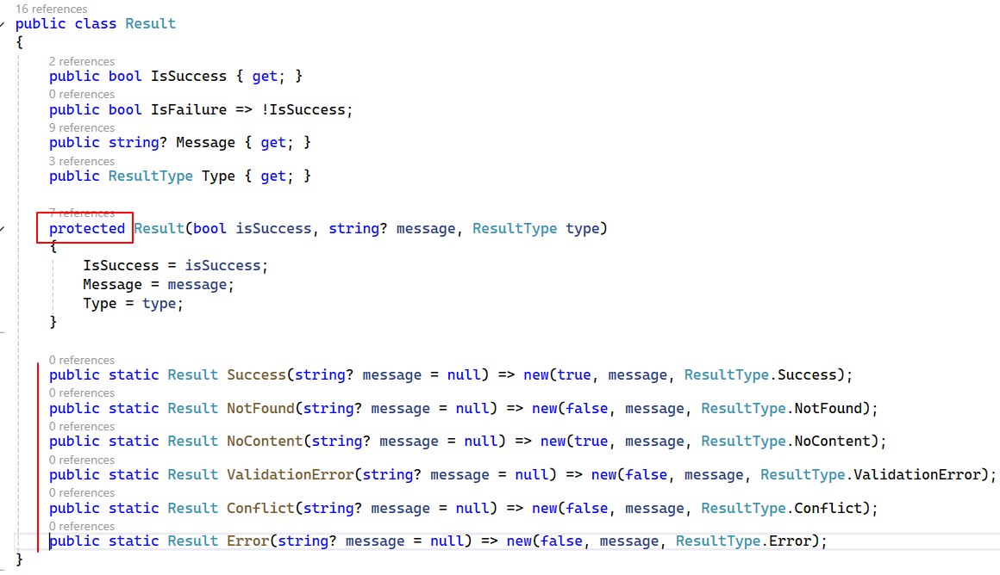 16 references
public class Result
{
2 references
public bool IsSuccess { get; }
0 references
public bool IsFailure => !IsSuccess;
9 references
public string? Message { get; }
3 references
public ResultType Type { get; }
7 references
protected Result(bool isSuccess, string? message, ResultType type)
{
IsSuccess = isSuccess;
Message = message;
Type = type;
}
0 references
public static Result Success(string? message = null) => new(true, message, ResultType.Success);
0 references
public static Result NotFound(string? message = null) => new(false, message, ResultType.NotFound);
0 references
public static Result NoContent(string? message = null) => new(true, message, ResultType.NoContent);
0 references
public static Result ValidationError(string? message = null) => new(false, message, ResultType.ValidationError);
0 references
public static Result Conflict(string? message = null) => new(false, message, ResultType.Conflict);
0 references
public static Result Error(string? message = null) => new(false, message, ResultType.Error);
}